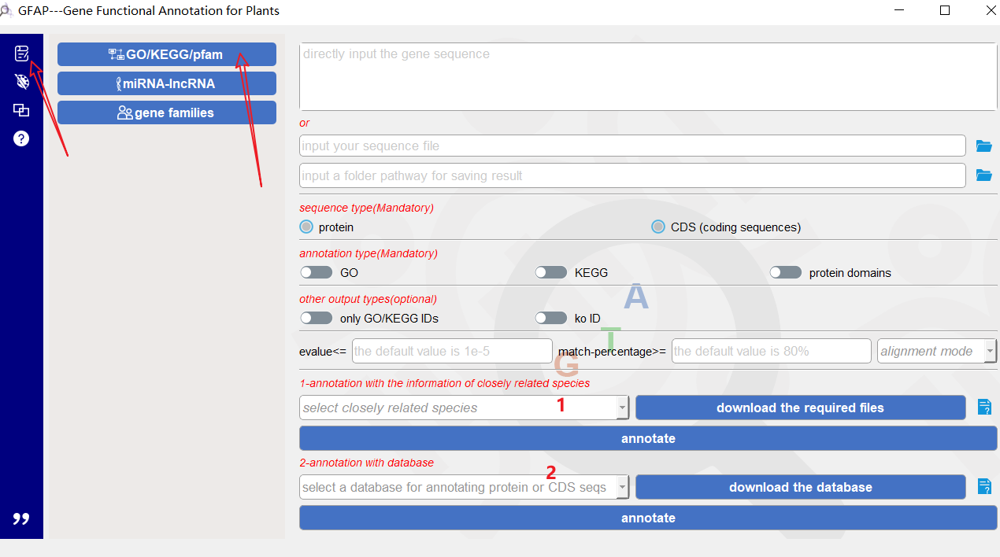 GFAP---Gene Functional Annotation for Plants
GO/KEGG/pfam
miRNA-lncRNA
gene families
directly input the gene sequence
or
input your sequence file
input a folder pathway for saving result
sequence type(Mandatory)
protein CDS (coding sequences)
annotation type(Mandatory)
GO KEGG protein domains
A
other output types(optional)
only GO/KEGG IDs ko ID
T
evalue<= the default value is 1e-5 match-percentage>= the default value is 80% alignment mode
G
1-annotation with the information of closely related species
select closely related species 1 download the required files
annotate
2-annotation with database
2
select a database for annotating protein or CDS seqs download the database
annotate